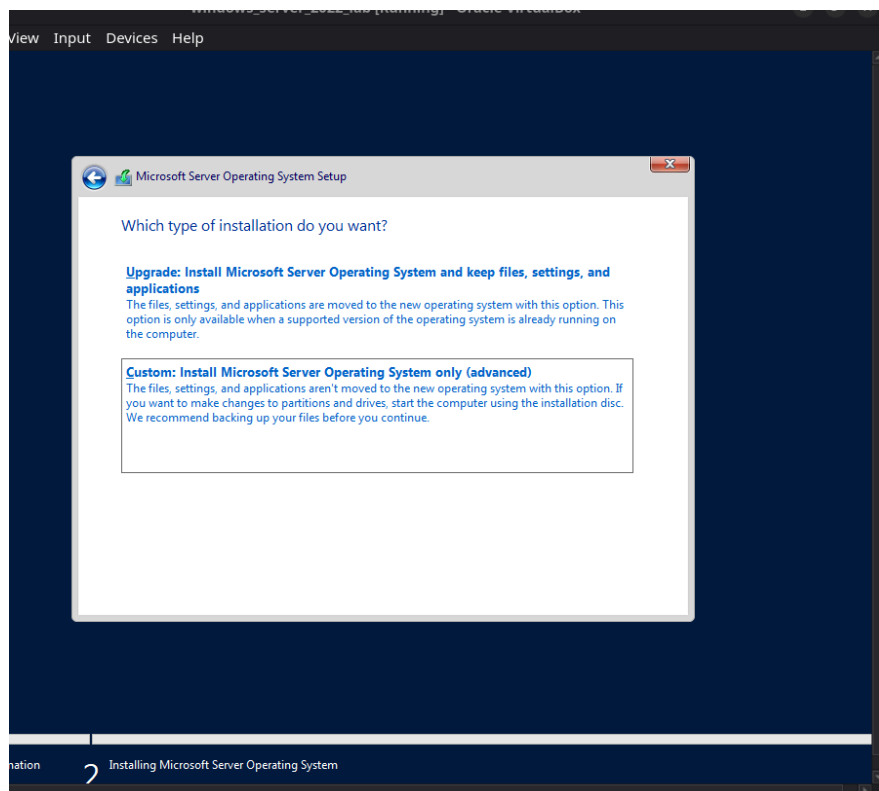 windows_server_2022_lab [Running] - Oracle VirtualBox
View Input Devices Help
Microsoft Server Operating System Setup
Which type of installation do you want?
Upgrade: Install Microsoft Server Operating System and keep files, settings, and
applications
The files, settings, and applications are moved to the new operating system with this option. This
option is only available when a supported version of the operating system is already running on
the computer.
Custom: Install Microsoft Server Operating System only (advanced)
The files, settings, and applications aren't moved to the new operating system with this option. If
you want to make changes to partitions and drives, start the computer using the installation disc.
We recommend backing up your files before you continue.
nation
2 Installing Microsoft Server Operating System